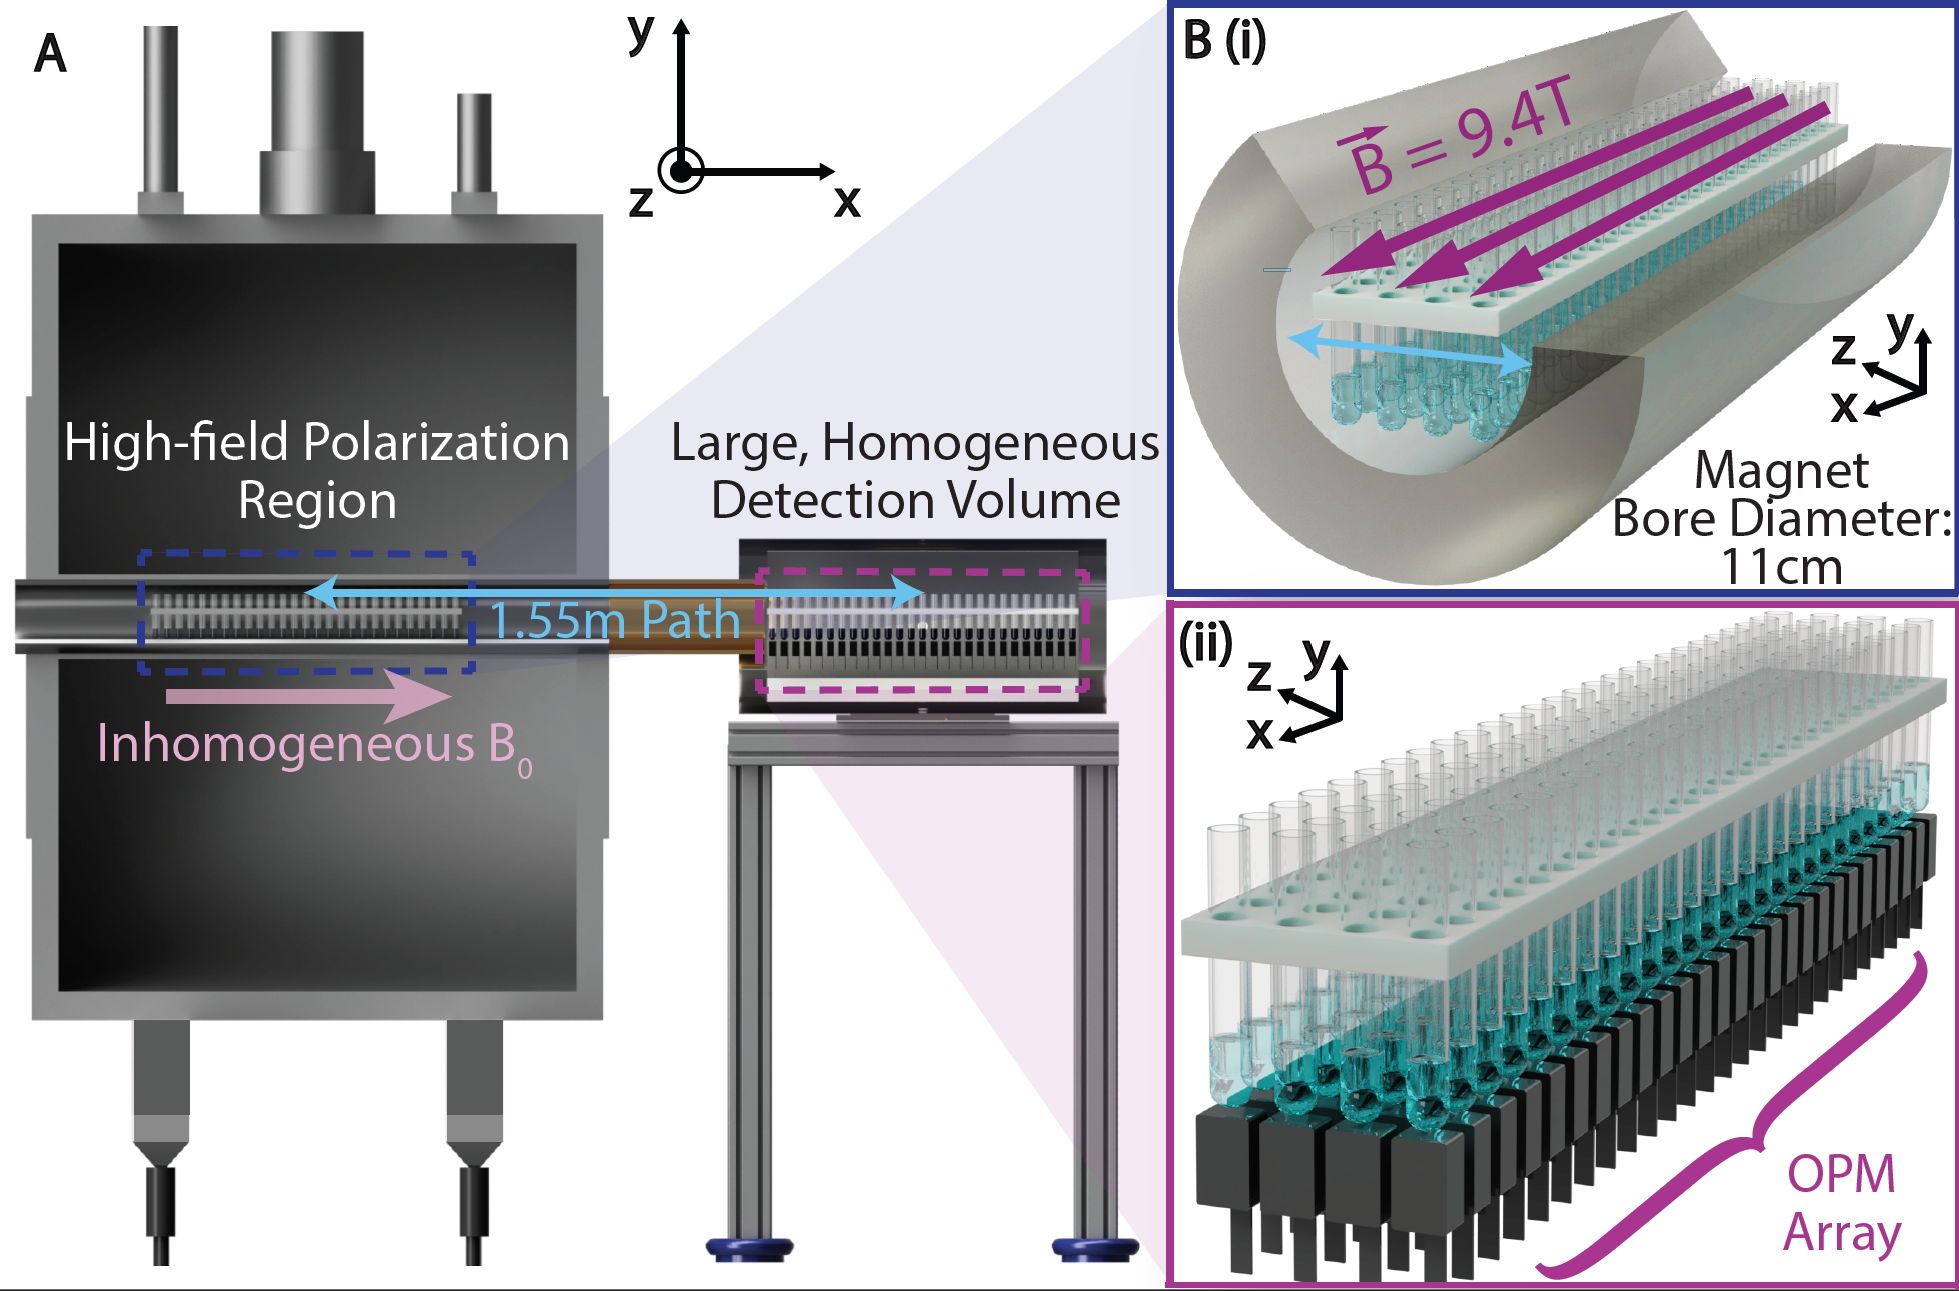 A
y
z
x
High-field Polarization
Region
Large, Homogeneous
Detection Volume
1.55m Path
Inhomogeneous B0
B (i)
B = 9.4T
y
z
x
Magnet
Bore Diameter:
11cm
(ii)
y
z
x
OPM
Array